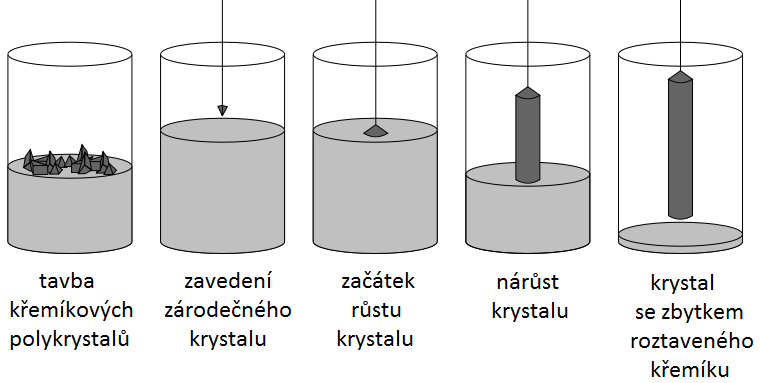 tavba
křemíkových
polykrystalů
zavedení
zárodečného
krystalu
začátek
růstu
krystalu
nárůst
krystalu
krystal
se zbytkem
roztaveného
křemíku